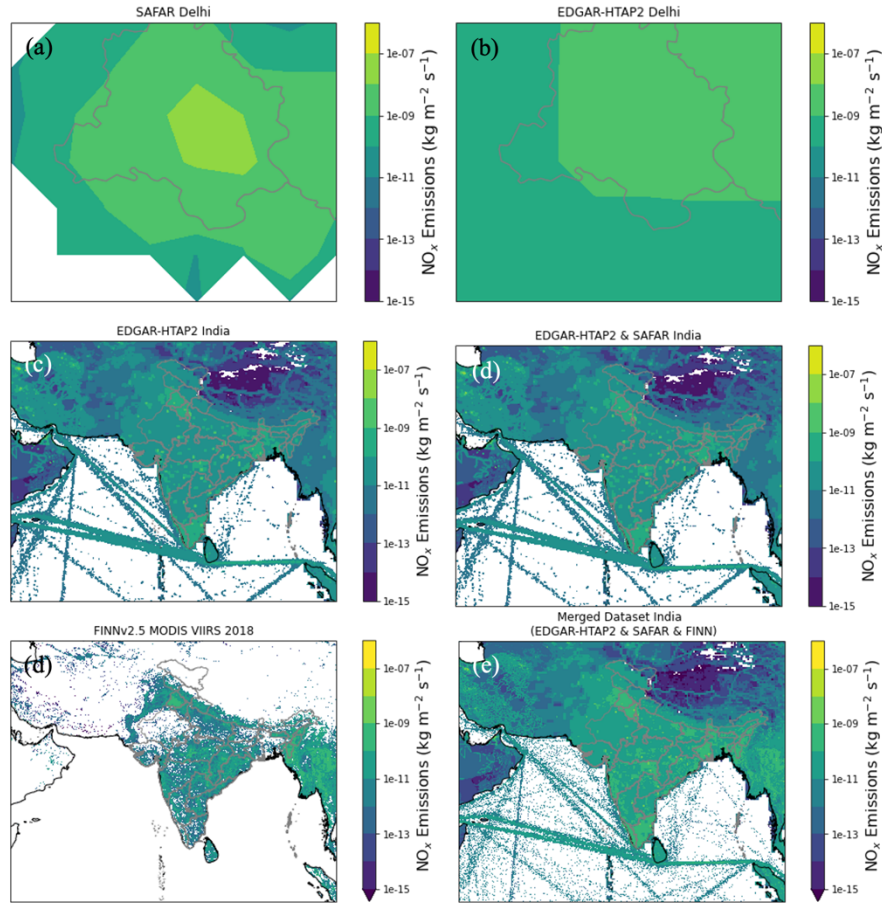 SAFAR Delhi
(a)
1e-07
1e-09
1e-11
1e-13
1e-15
NOₓ Emissions (kg m⁻² s⁻¹)
EDGAR-HTAP2 Delhi
(b)
1e-07
1e-09
1e-11
1e-13
1e-15
NOₓ Emissions (kg m⁻² s⁻¹)
EDGAR-HTAP2 India
(c)
1e-07
1e-09
1e-11
1e-13
1e-15
NOₓ Emissions (kg m⁻² s⁻¹)
EDGAR-HTAP2 & SAFAR India
(d)
1e-07
1e-09
1e-11
1e-13
1e-15
NOₓ Emissions (kg m⁻² s⁻¹)
FINNv2.5 MODIS VIIRS 2018
(d)
1e-07
1e-09
1e-11
1e-13
1e-15
NOₓ Emissions (kg m⁻² s⁻¹)
Merged Dataset India
(EDGAR-HTAP2 & SAFAR & FINN)
(e)
1e-07
1e-09
1e-11
1e-13
1e-15
NOₓ Emissions (kg m⁻² s⁻¹)